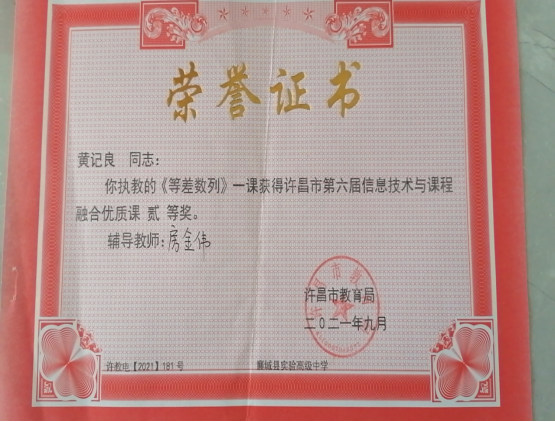 荣誉证书
黄记良 同志：
你执教的《等差数列》一课获得许昌市第六届信息技术与课程
融合优质课 贰 等奖。
辅导教师：房金伟
许昌市教育局
二〇二一年九月
许教电【2021】181 号 襄城县实验高级中学